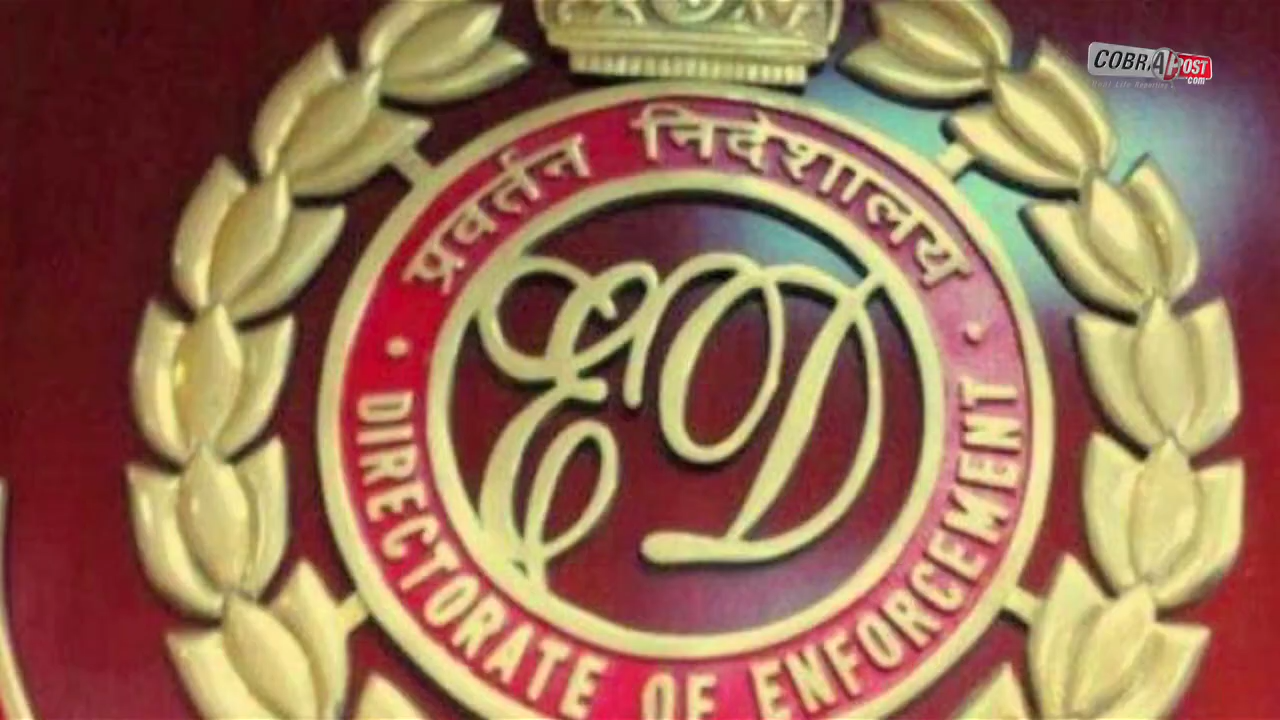 COBRAPOST
.com
प्रवर्तन निदेशालय
ED
• DIRECTORATE OF ENFORCEMENT •